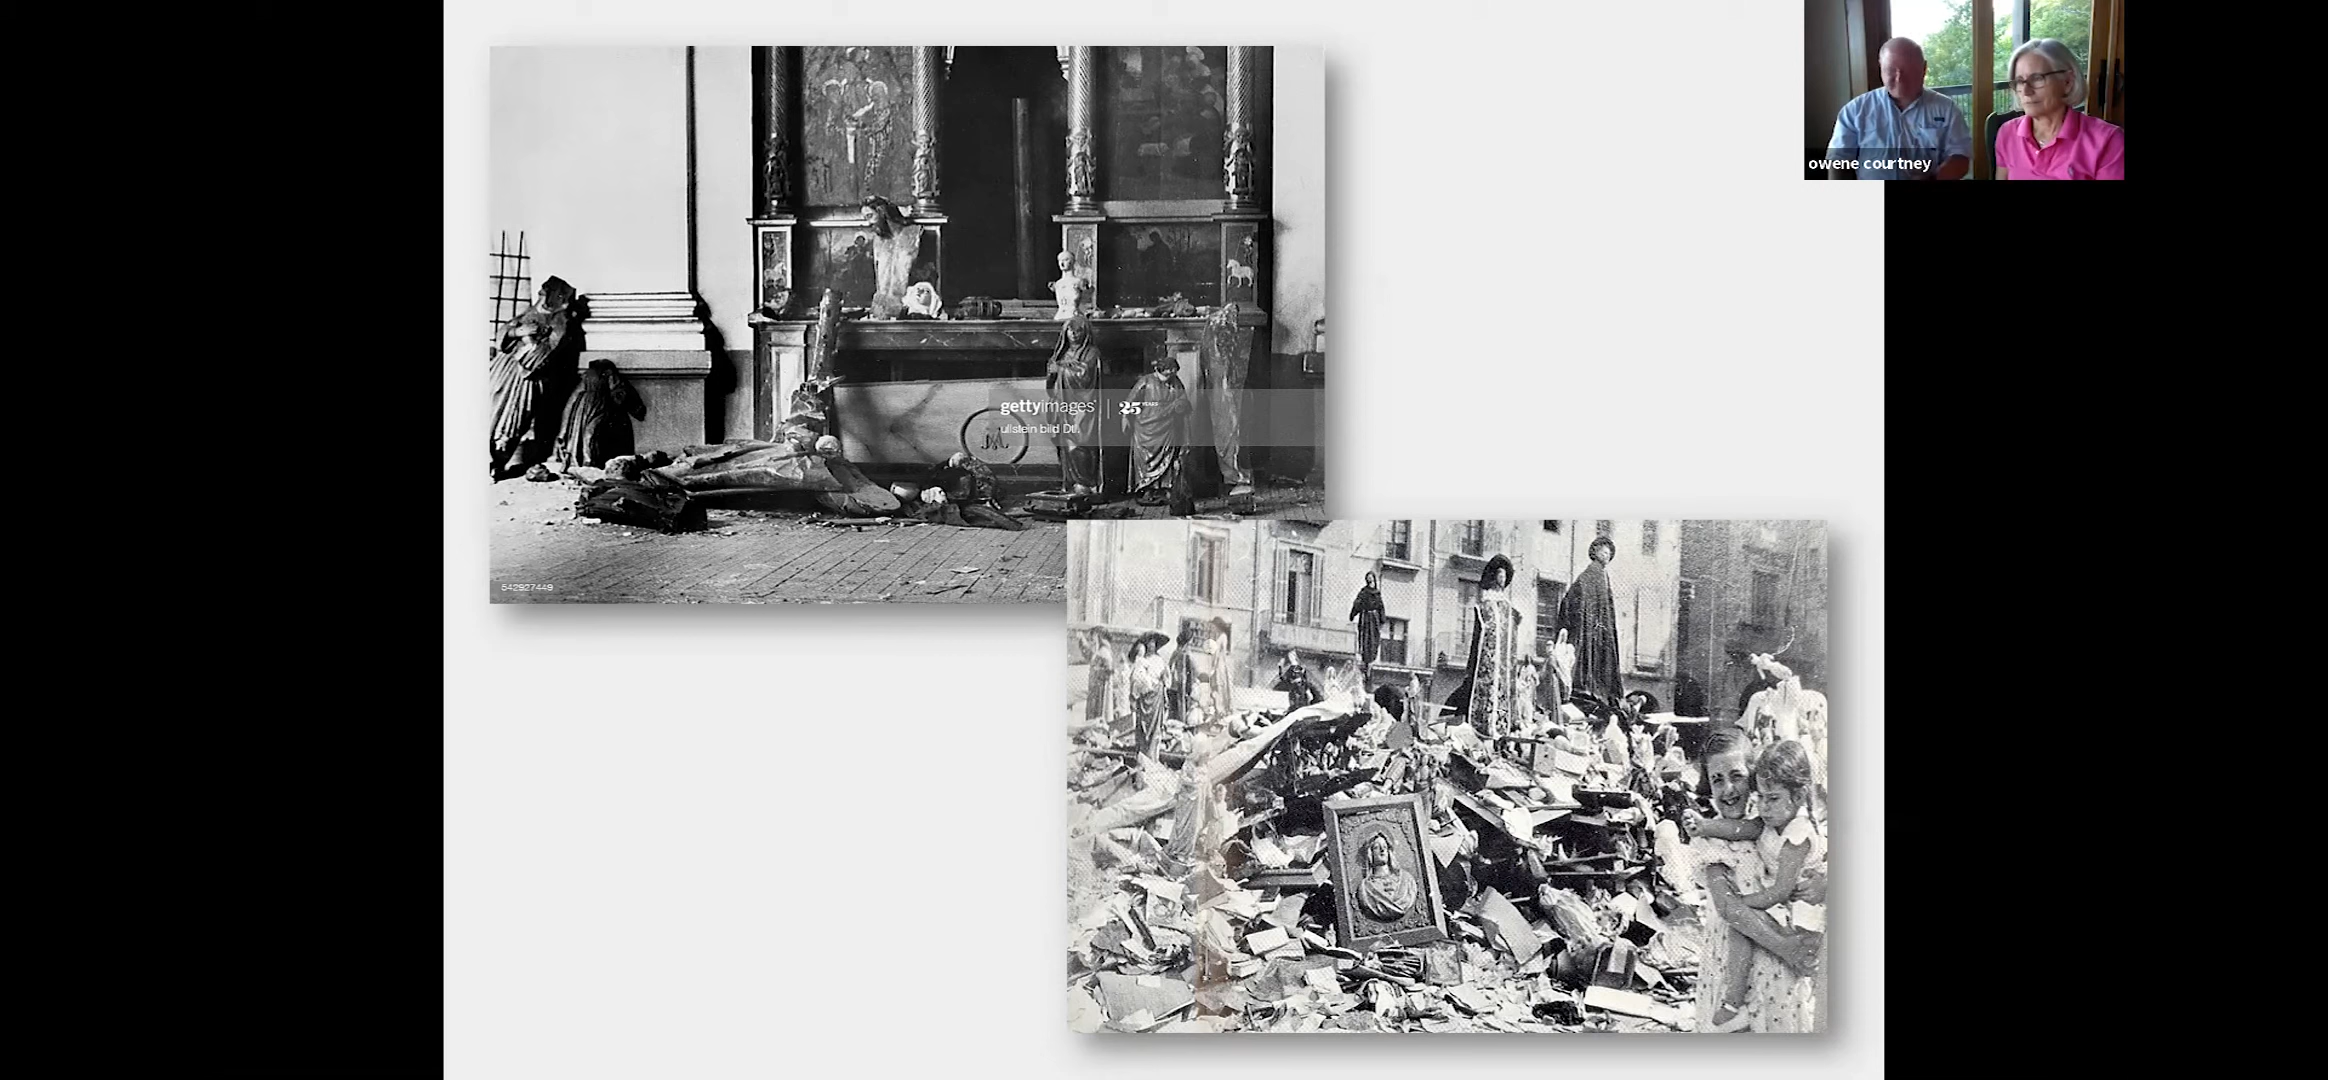 owene courtney
gettyimages | 25 YEARS
ullstein bild Dtl.
542927449